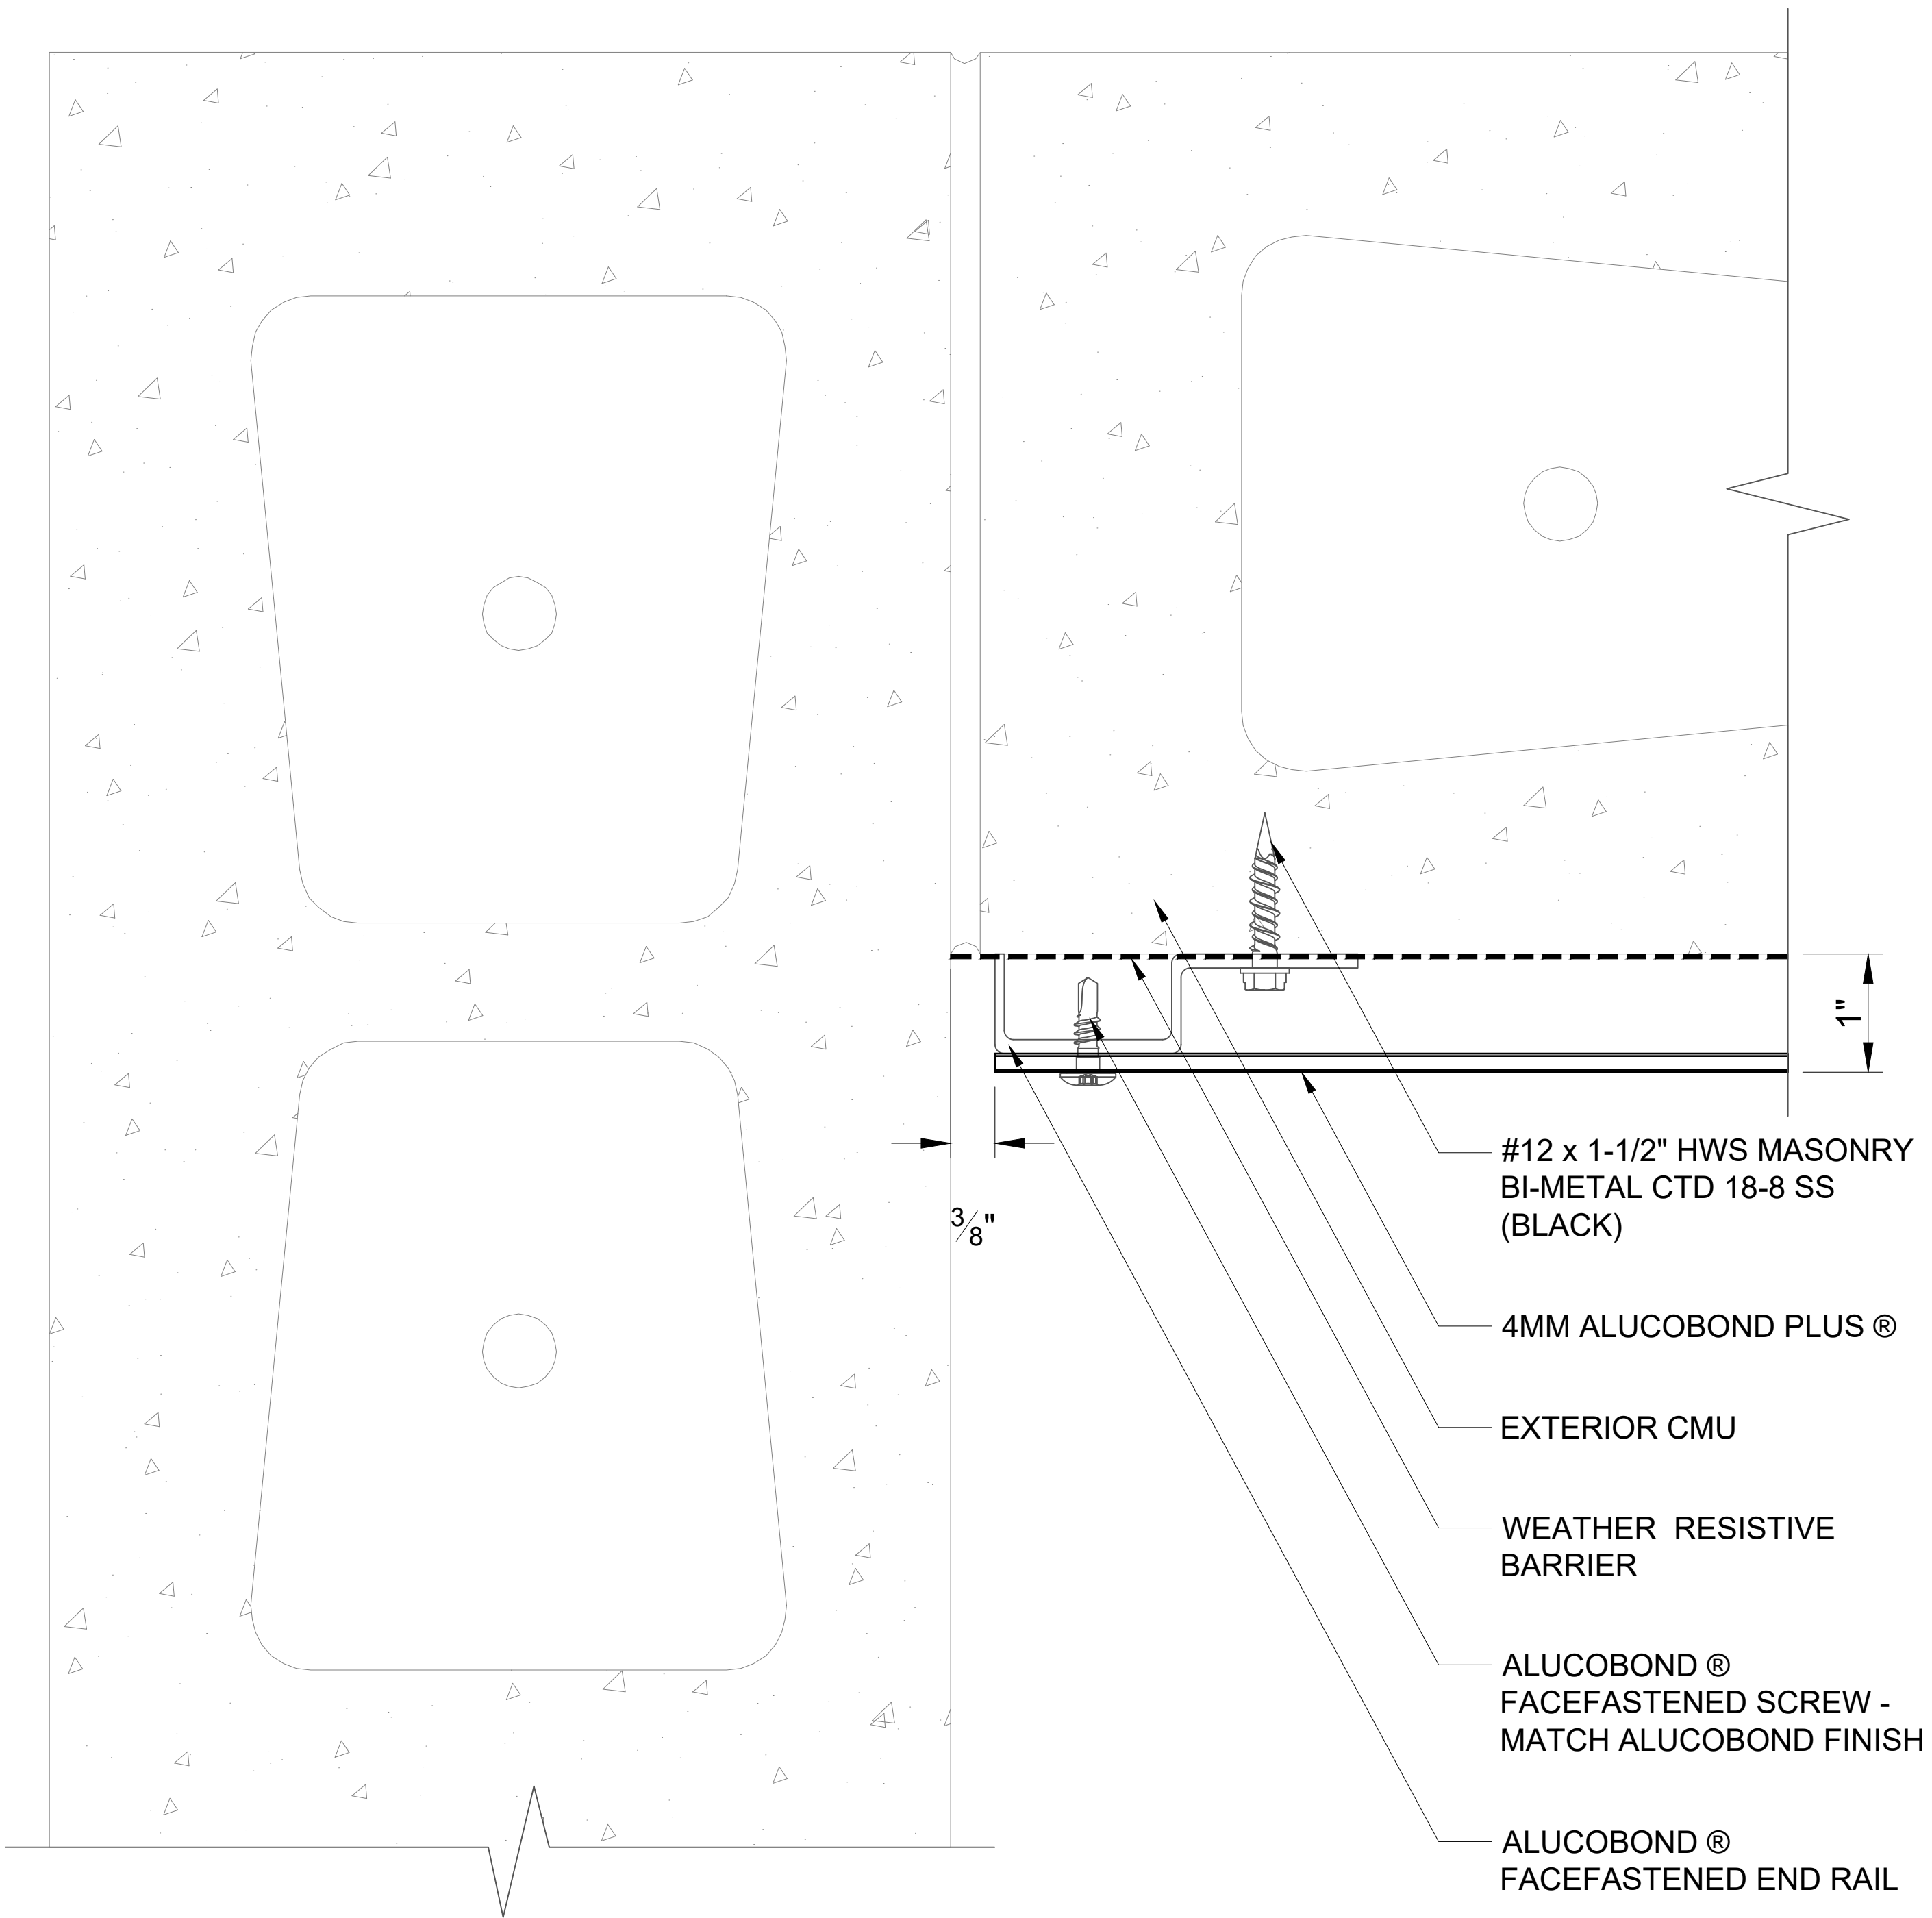 1"
3/8"
#12 x 1-1/2" HWS MASONRY
BI-METAL CTD 18-8 SS
(BLACK)
4MM ALUCOBOND PLUS ®
EXTERIOR CMU
WEATHER RESISTIVE
BARRIER
ALUCOBOND ®
FACEFASTENED SCREW -
MATCH ALUCOBOND FINISH
ALUCOBOND ®
FACEFASTENED END RAIL